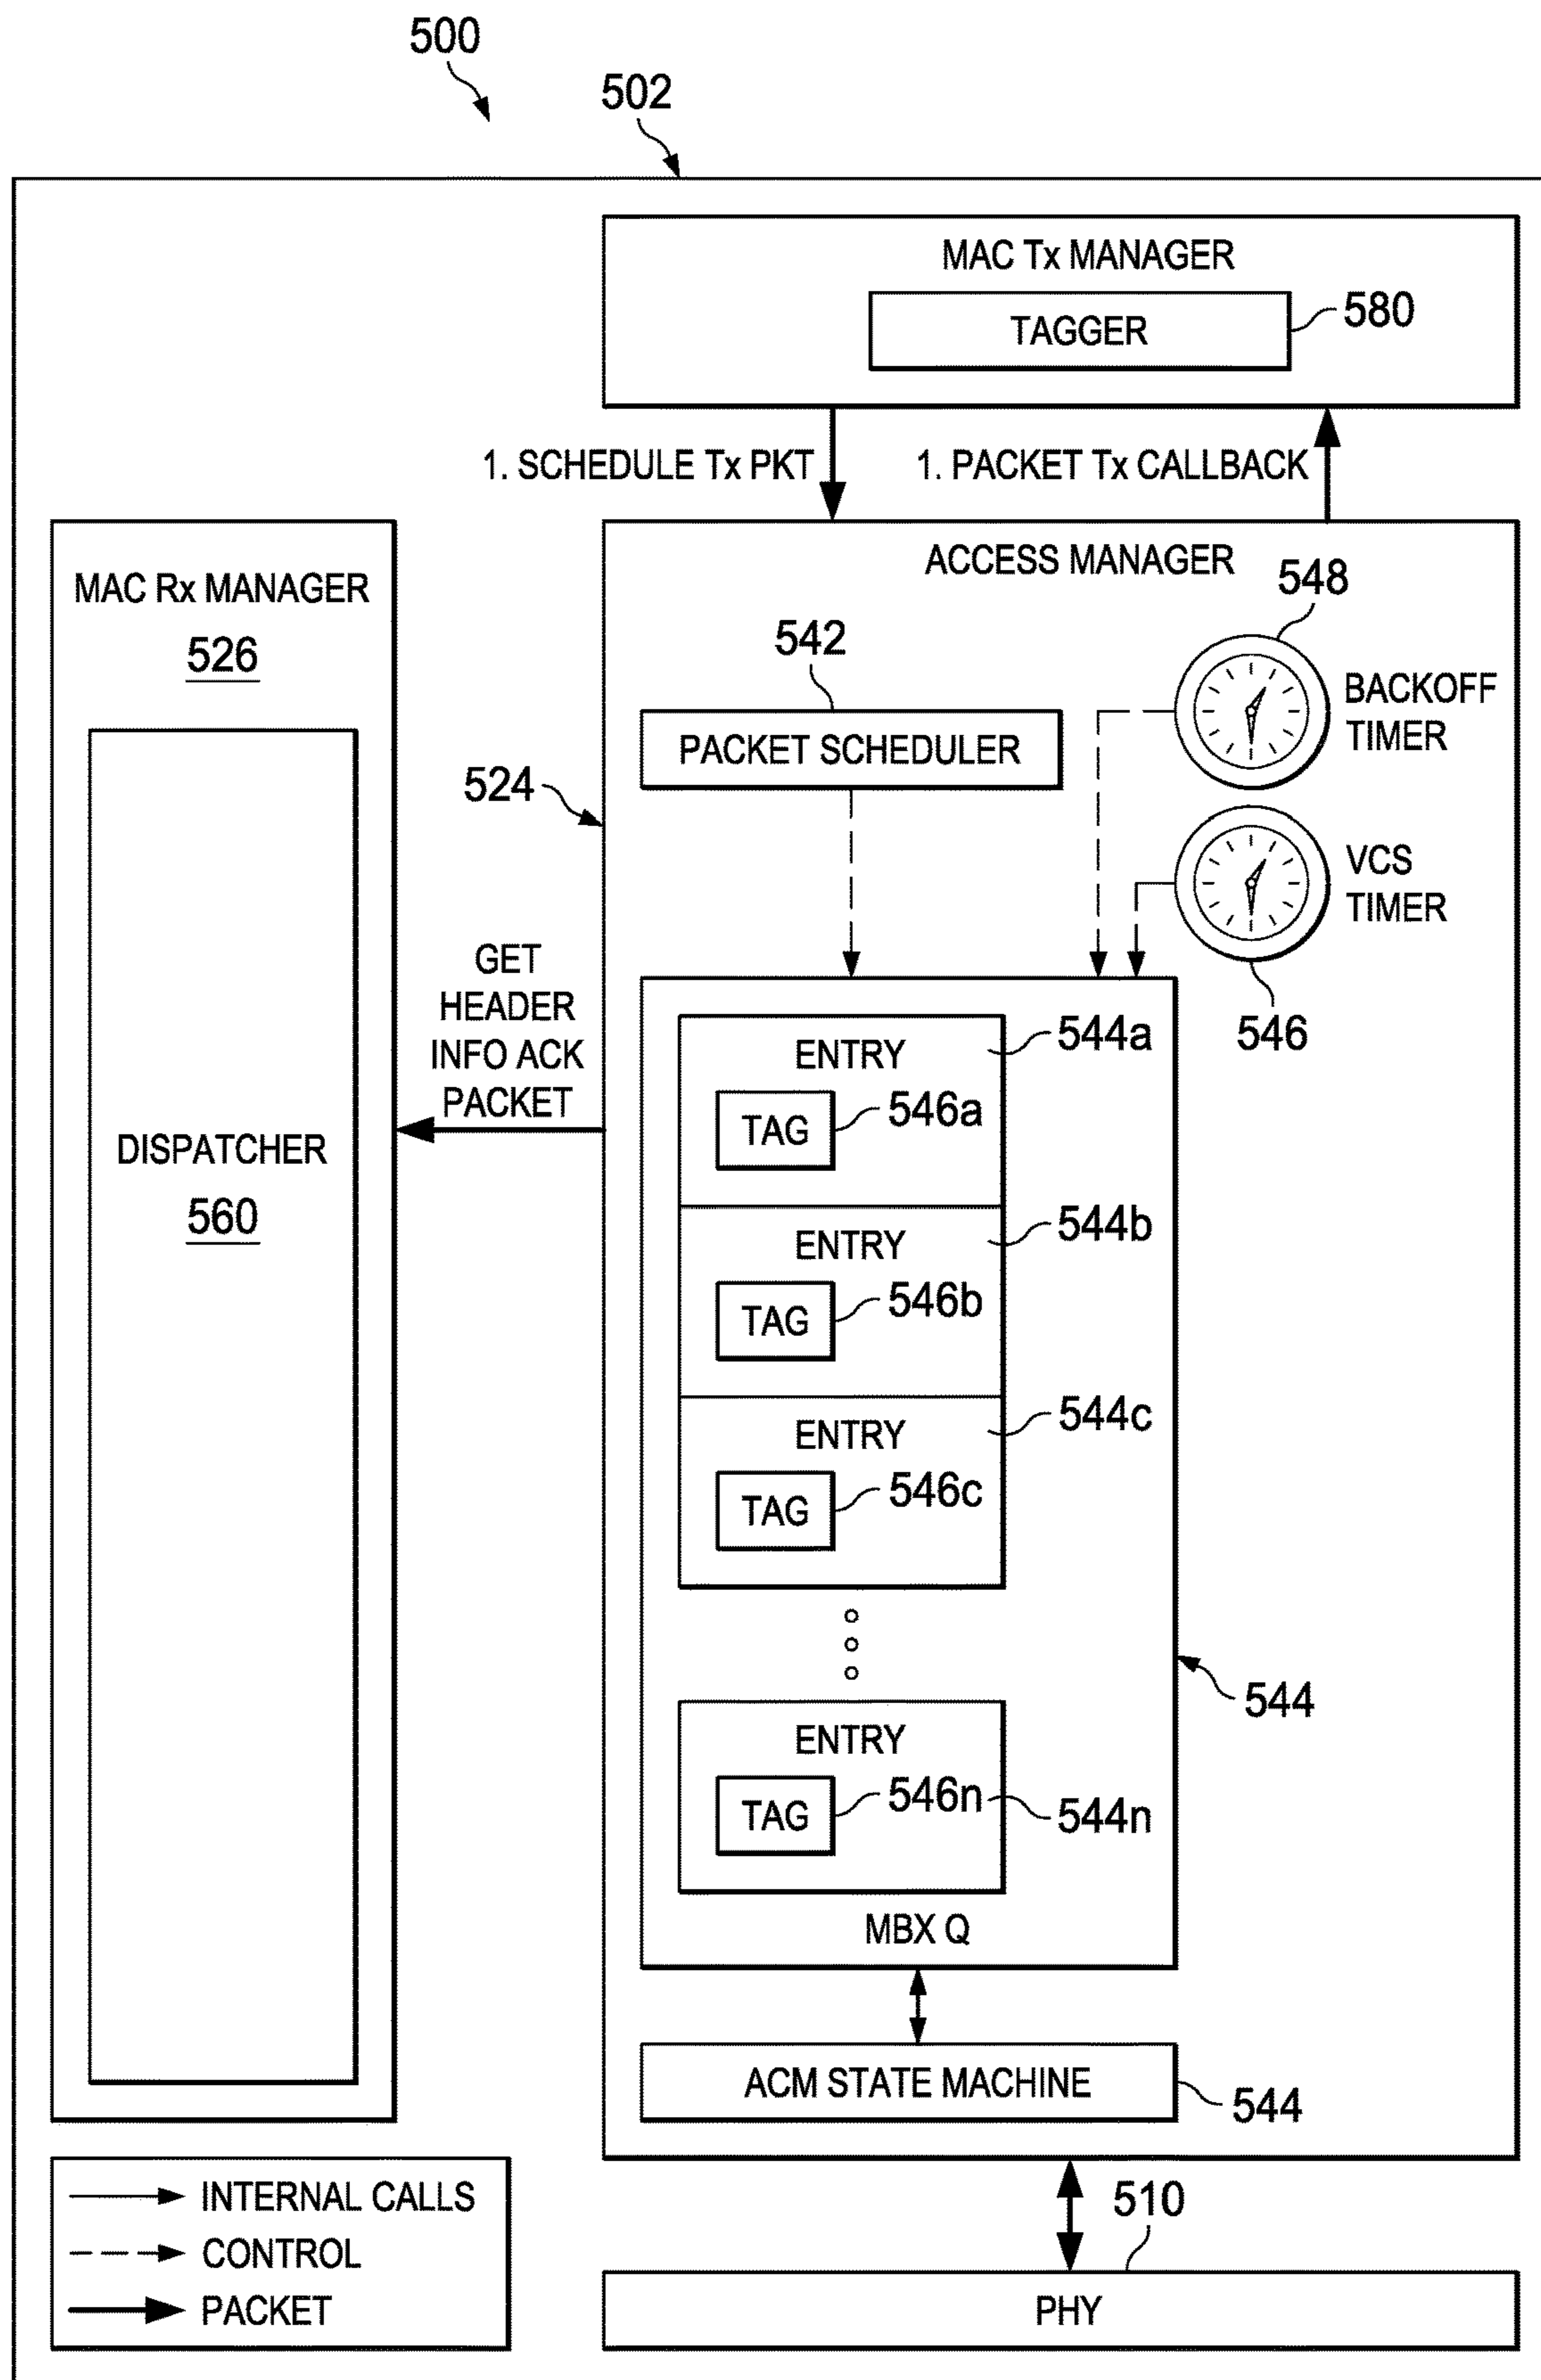 500
502
MAC Tx MANAGER
TAGGER
580
1. SCHEDULE Tx PKT
1. PACKET Tx CALLBACK
MAC Rx MANAGER
526
DISPATCHER
560
GET
HEADER
INFO ACK
PACKET
524
ACCESS MANAGER
542
PACKET SCHEDULER
548
BACKOFF
TIMER
VCS
TIMER
546
ENTRY
544a
TAG
546a
ENTRY
544b
TAG
546b
ENTRY
544c
TAG
546c
ENTRY
TAG
546n
544n
MBX Q
544
ACM STATE MACHINE
544
INTERNAL CALLS
CONTROL
PACKET
510
PHY